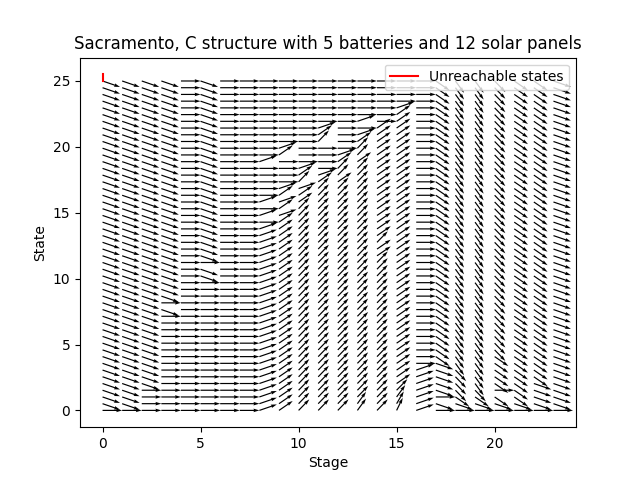 Sacramento, C structure with 5 batteries and 12 solar panels
Unreachable states
25
20
15
10
5
0
State
0 5 10 15 20
Stage